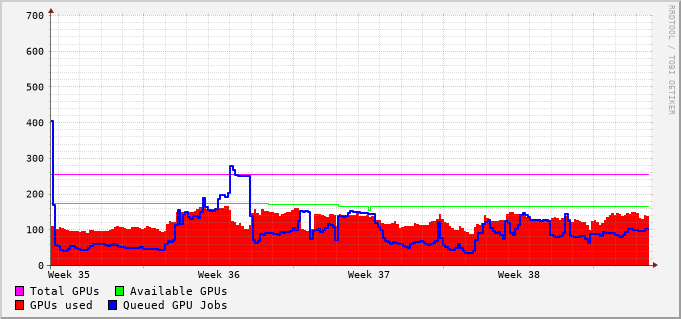 700
600
500
400
300
200
100
0
Week 35 Week 36 Week 37 Week 38
Total GPUs Available GPUs
GPUs used Queued GPU Jobs
RRDTOOL / TOBI OETIKER